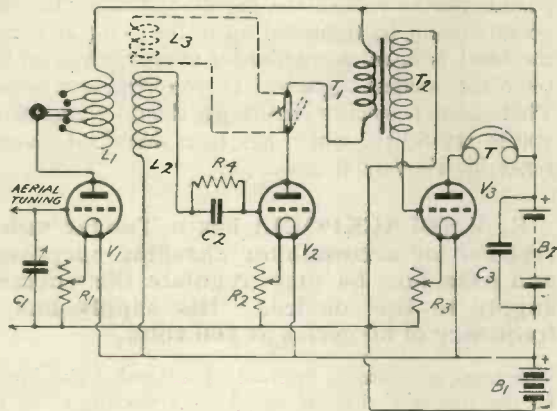 L3
T1
T2
X
L1
L2
R4
T
AERIAL
TUNING
V1
C2
V2
V3
C3
B2
+
-
C1
R1
R2
R3
+
B1
-